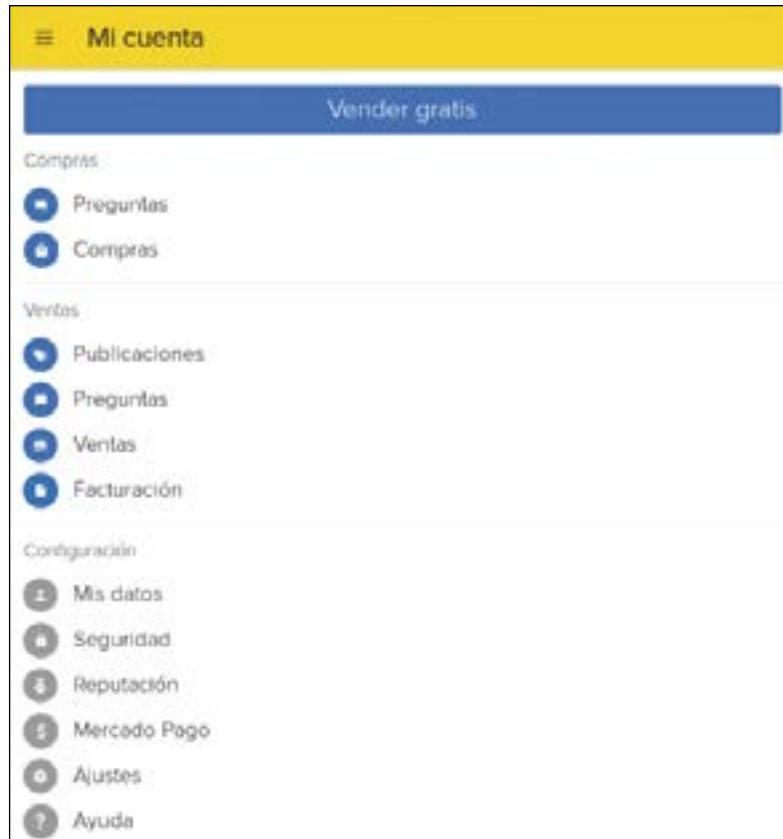 Mi cuenta
Vender gratis
Compras
Preguntas
Compras
Ventas
Publicaciones
Preguntas
Ventas
Facturación
Configuración
Mis datos
Seguridad
Reputación
Mercado Pago
Ajustes
Ayuda